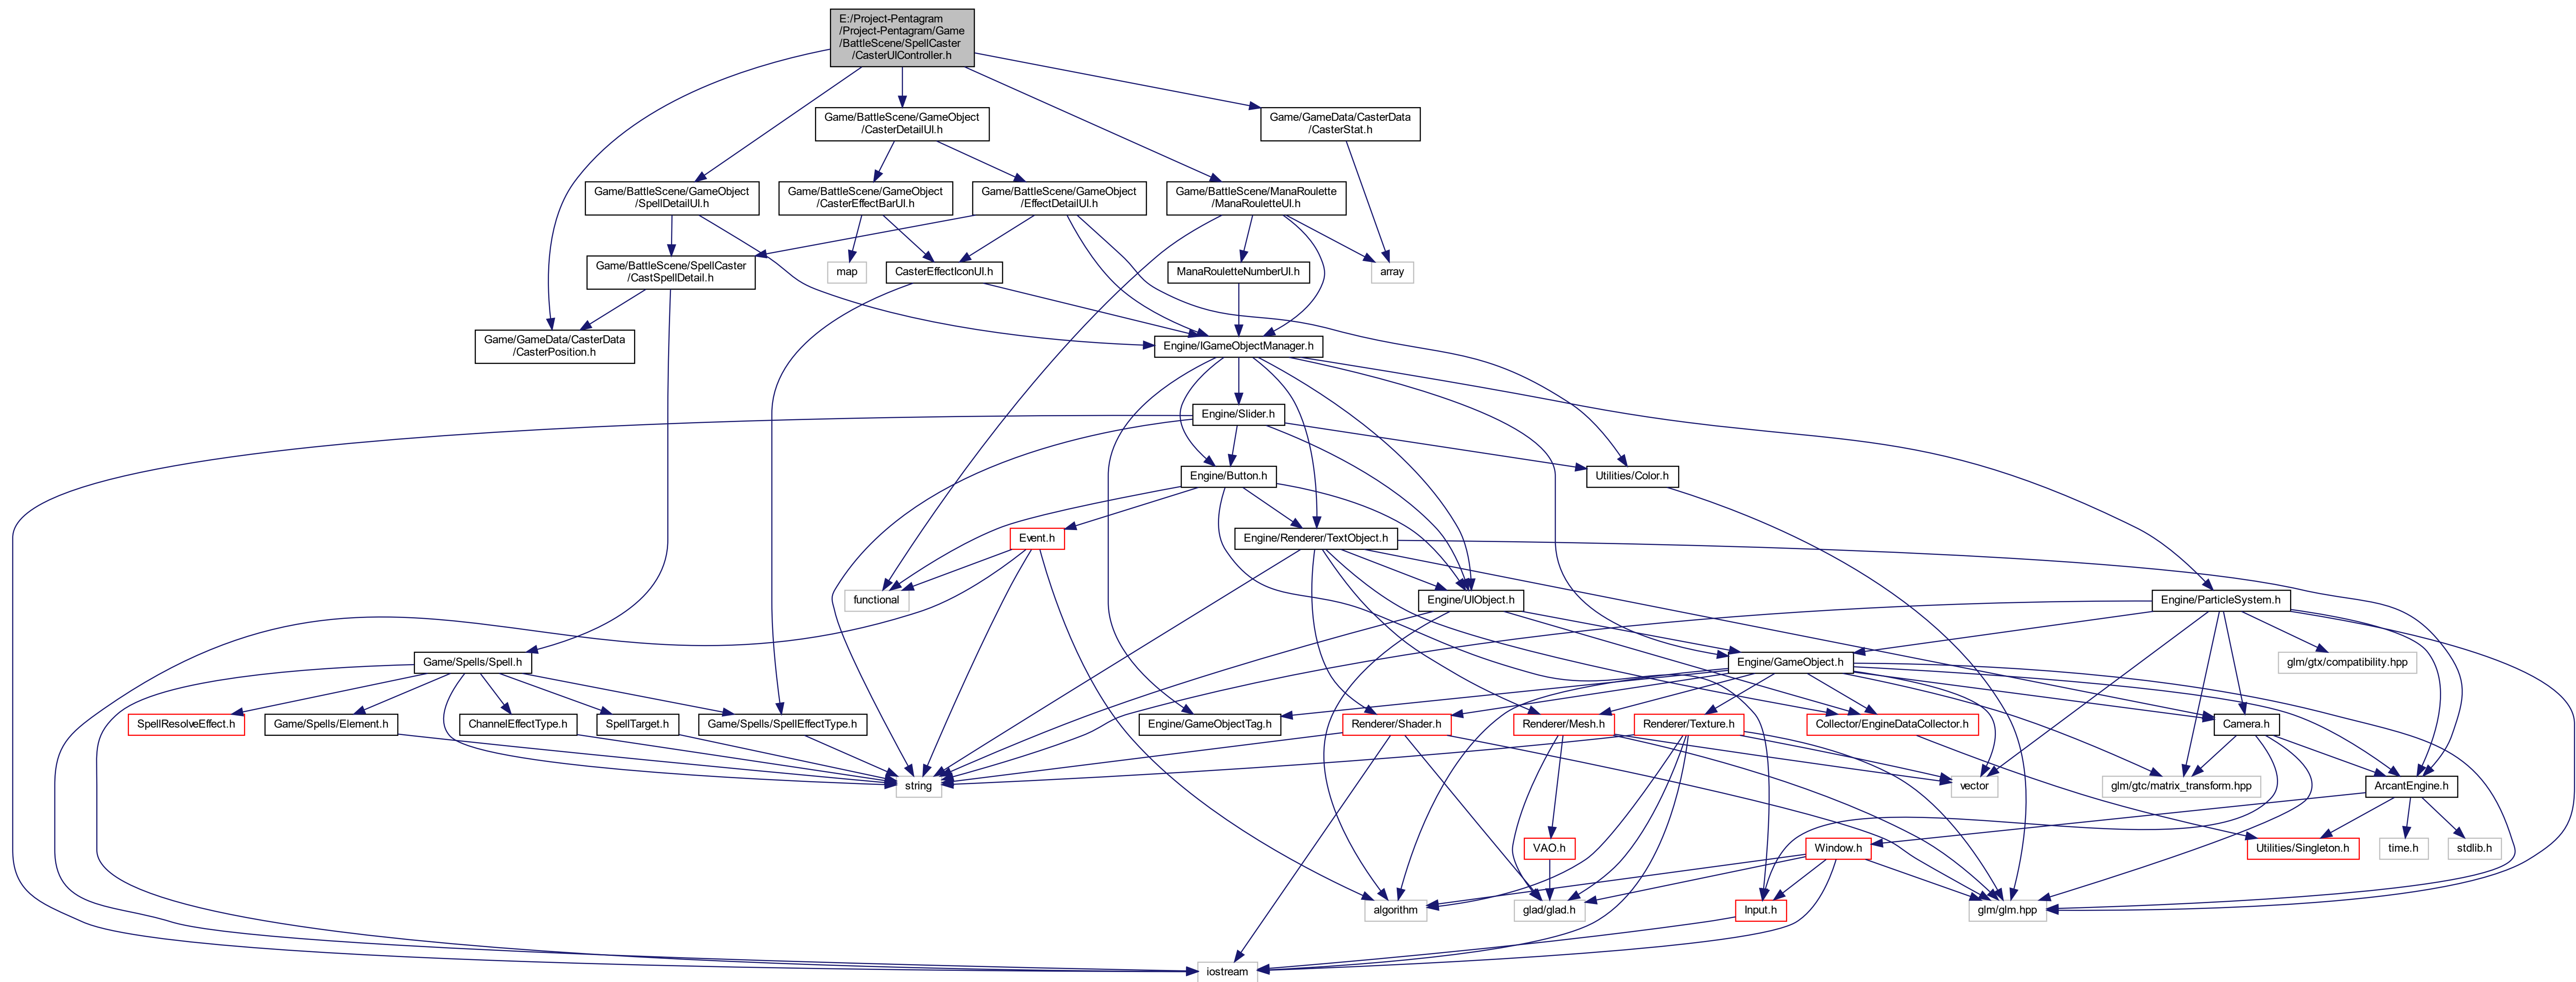 E:/Project-Pentagram
/Project-Pentagram/Game
/BattleScene/SpellCaster
/CasterUIController.h
Game/BattleScene/GameObject
/CasterDetailUI.h
Game/GameData/CasterData
/CasterStat.h
Game/BattleScene/GameObject
/SpellDetailUI.h
Game/BattleScene/GameObject
/CasterEffectBarUI.h
Game/BattleScene/GameObject
/EffectDetailUI.h
Game/BattleScene/ManaRoulette
/ManaRouletteUI.h
Game/BattleScene/SpellCaster
/CastSpellDetail.h
map
CasterEffectIconUI.h
ManaRouletteNumberUI.h
array
Game/GameData/CasterData
/CasterPosition.h
Engine/IGameObjectManager.h
Engine/Slider.h
Engine/Button.h
Utilities/Color.h
Event.h
Engine/Renderer/TextObject.h
functional
Engine/UIObject.h
Engine/ParticleSystem.h
Game/Spells/Spell.h
Engine/GameObject.h
glm/gtx/compatibility.hpp
SpellResolveEffect.h
Game/Spells/Element.h
ChannelEffectType.h
SpellTarget.h
Game/Spells/SpellEffectType.h
Engine/GameObjectTag.h
Renderer/Shader.h
Renderer/Mesh.h
Renderer/Texture.h
Collector/EngineDataCollector.h
Camera.h
string
vector
glm/gtc/matrix_transform.hpp
ArcantEngine.h
VAO.h
Window.h
Utilities/Singleton.h
time.h
stdlib.h
algorithm
glad/glad.h
Input.h
glm/glm.hpp
iostream